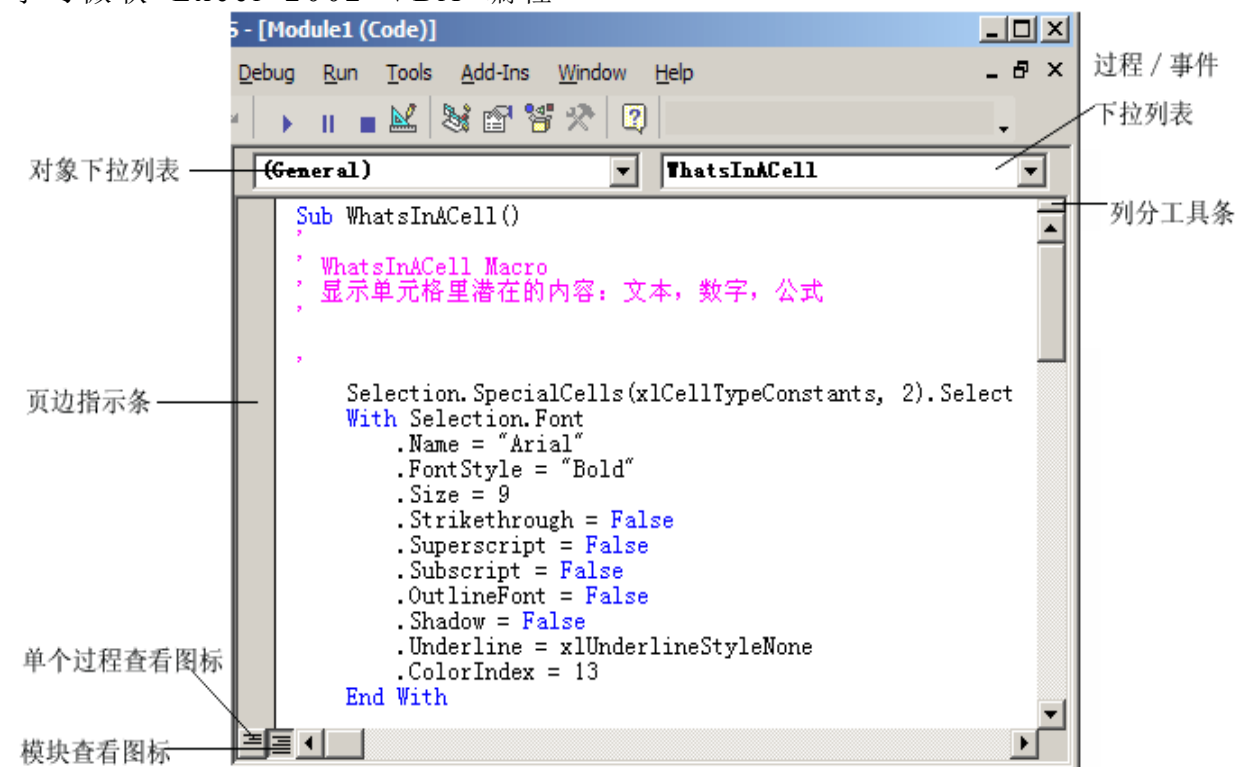 5 - [Module1 (Code)]
Debug Run Tools Add-Ins Window Help
过程 / 事件
下拉列表
对象下拉列表
(General)
WhatsInACell
列分工具条
Sub WhatsInACell()
'
' WhatsInACell Macro
' 显示单元格里潜在的内容：文本，数字，公式
'
'
Selection.SpecialCells(xlCellTypeConstants, 2).Select
页边指示条
With Selection.Font
.Name = "Arial"
.FontStyle = "Bold"
.Size = 9
.Strikethrough = False
.Superscript = False
.Subscript = False
.OutlineFont = False
.Shadow = False
.Underline = xlUnderlineStyleNone
单个过程查看图标
.ColorIndex = 13
End With
模块查看图标